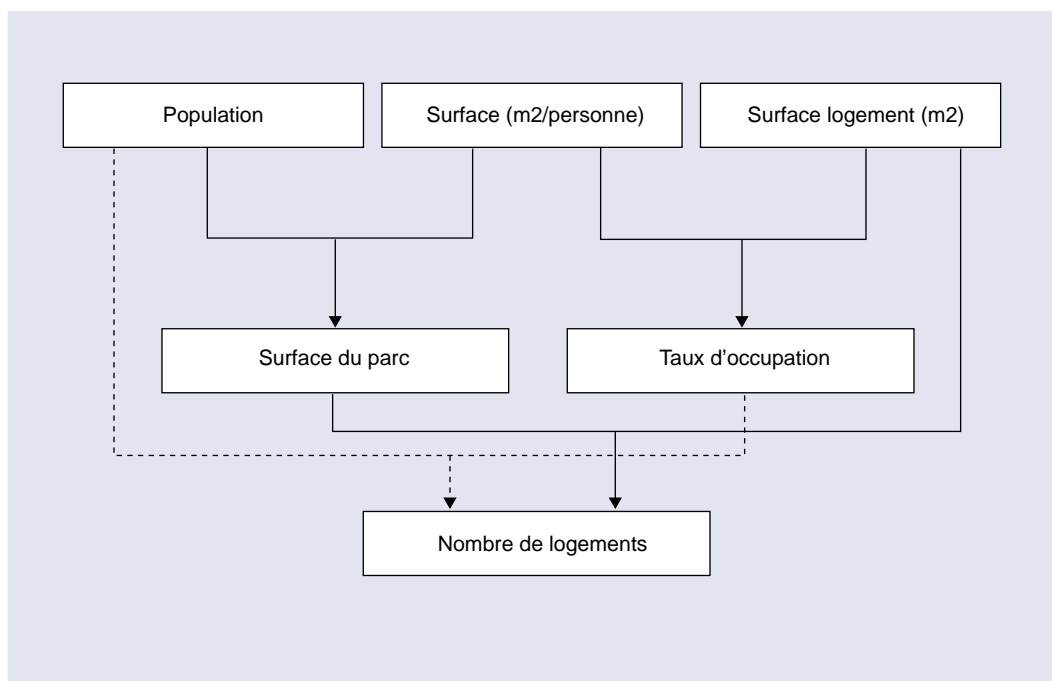 Population
Surface (m2/personne)
Surface logement (m2)
Surface du parc
Taux d’occupation
Nombre de logements